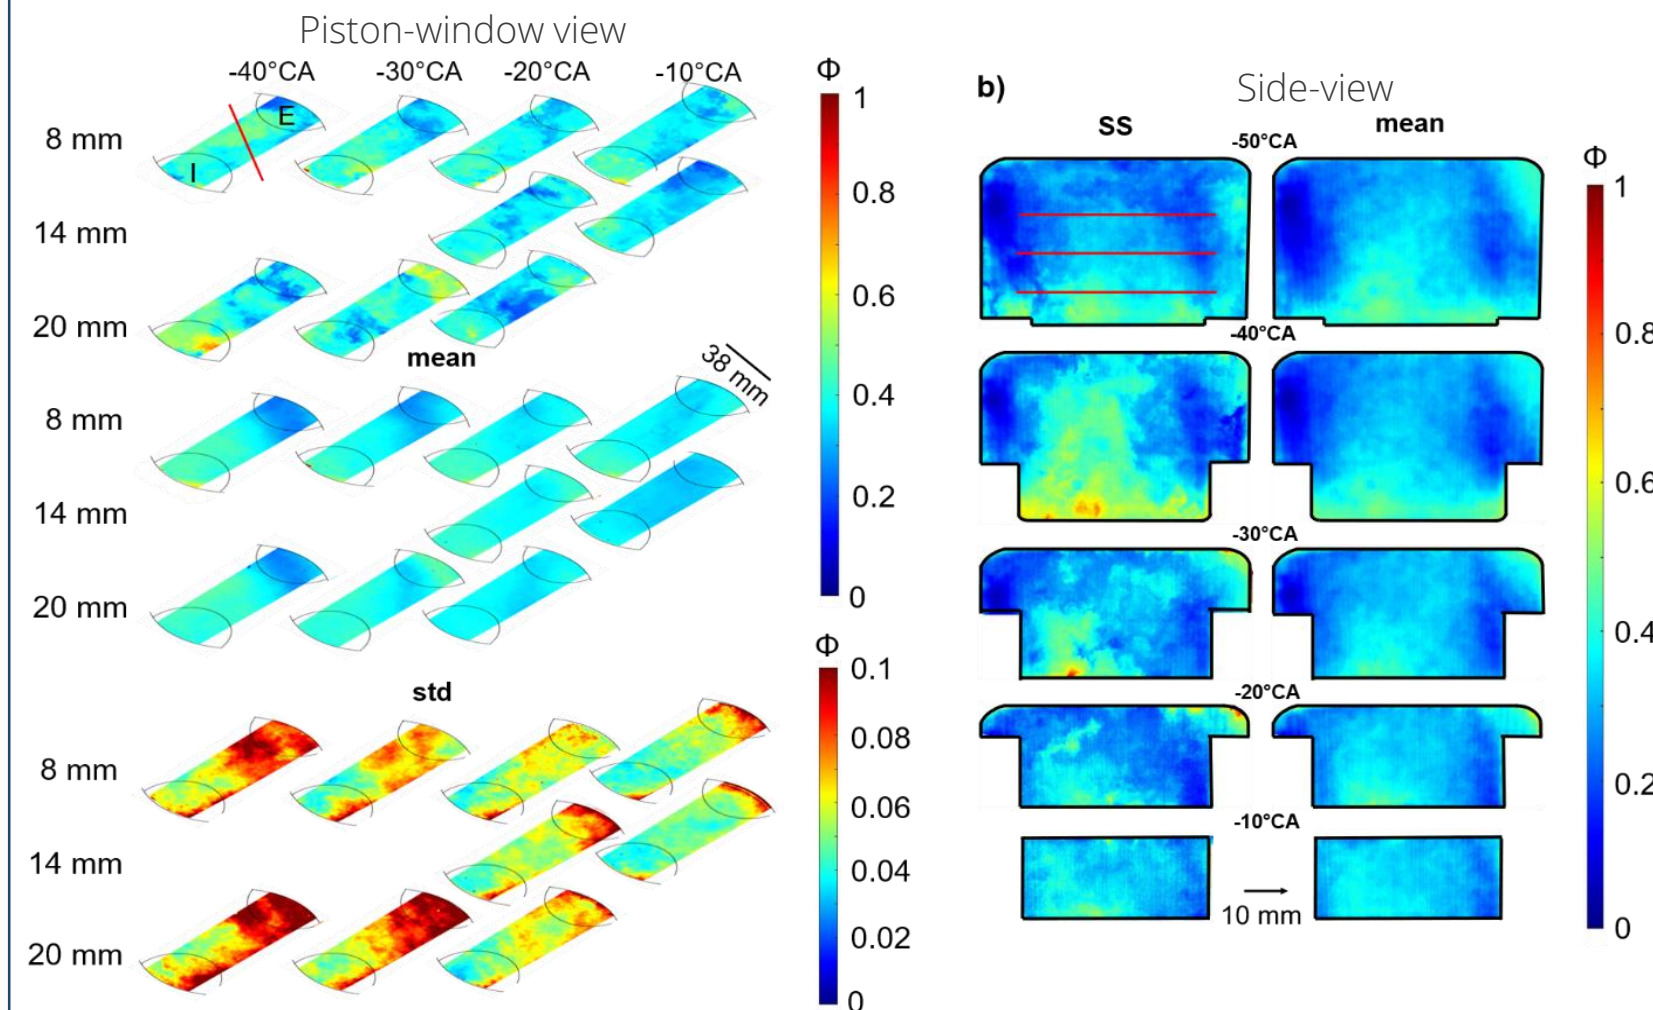 Piston-window view
-40°CA -30°CA -20°CA -10°CA
Φ
1
0.8
0.6
0.4
0.2
0
8 mm
E
I
14 mm
20 mm
mean
38 mm
8 mm
14 mm
20 mm
std
Φ
0.1
0.08
0.06
0.04
0.02
0
8 mm
14 mm
20 mm
b)
Side-view
SS
mean
-50°CA
-40°CA
-30°CA
-20°CA
-10°CA
10 mm
Φ
1
0.8
0.6
0.4
0.2
0